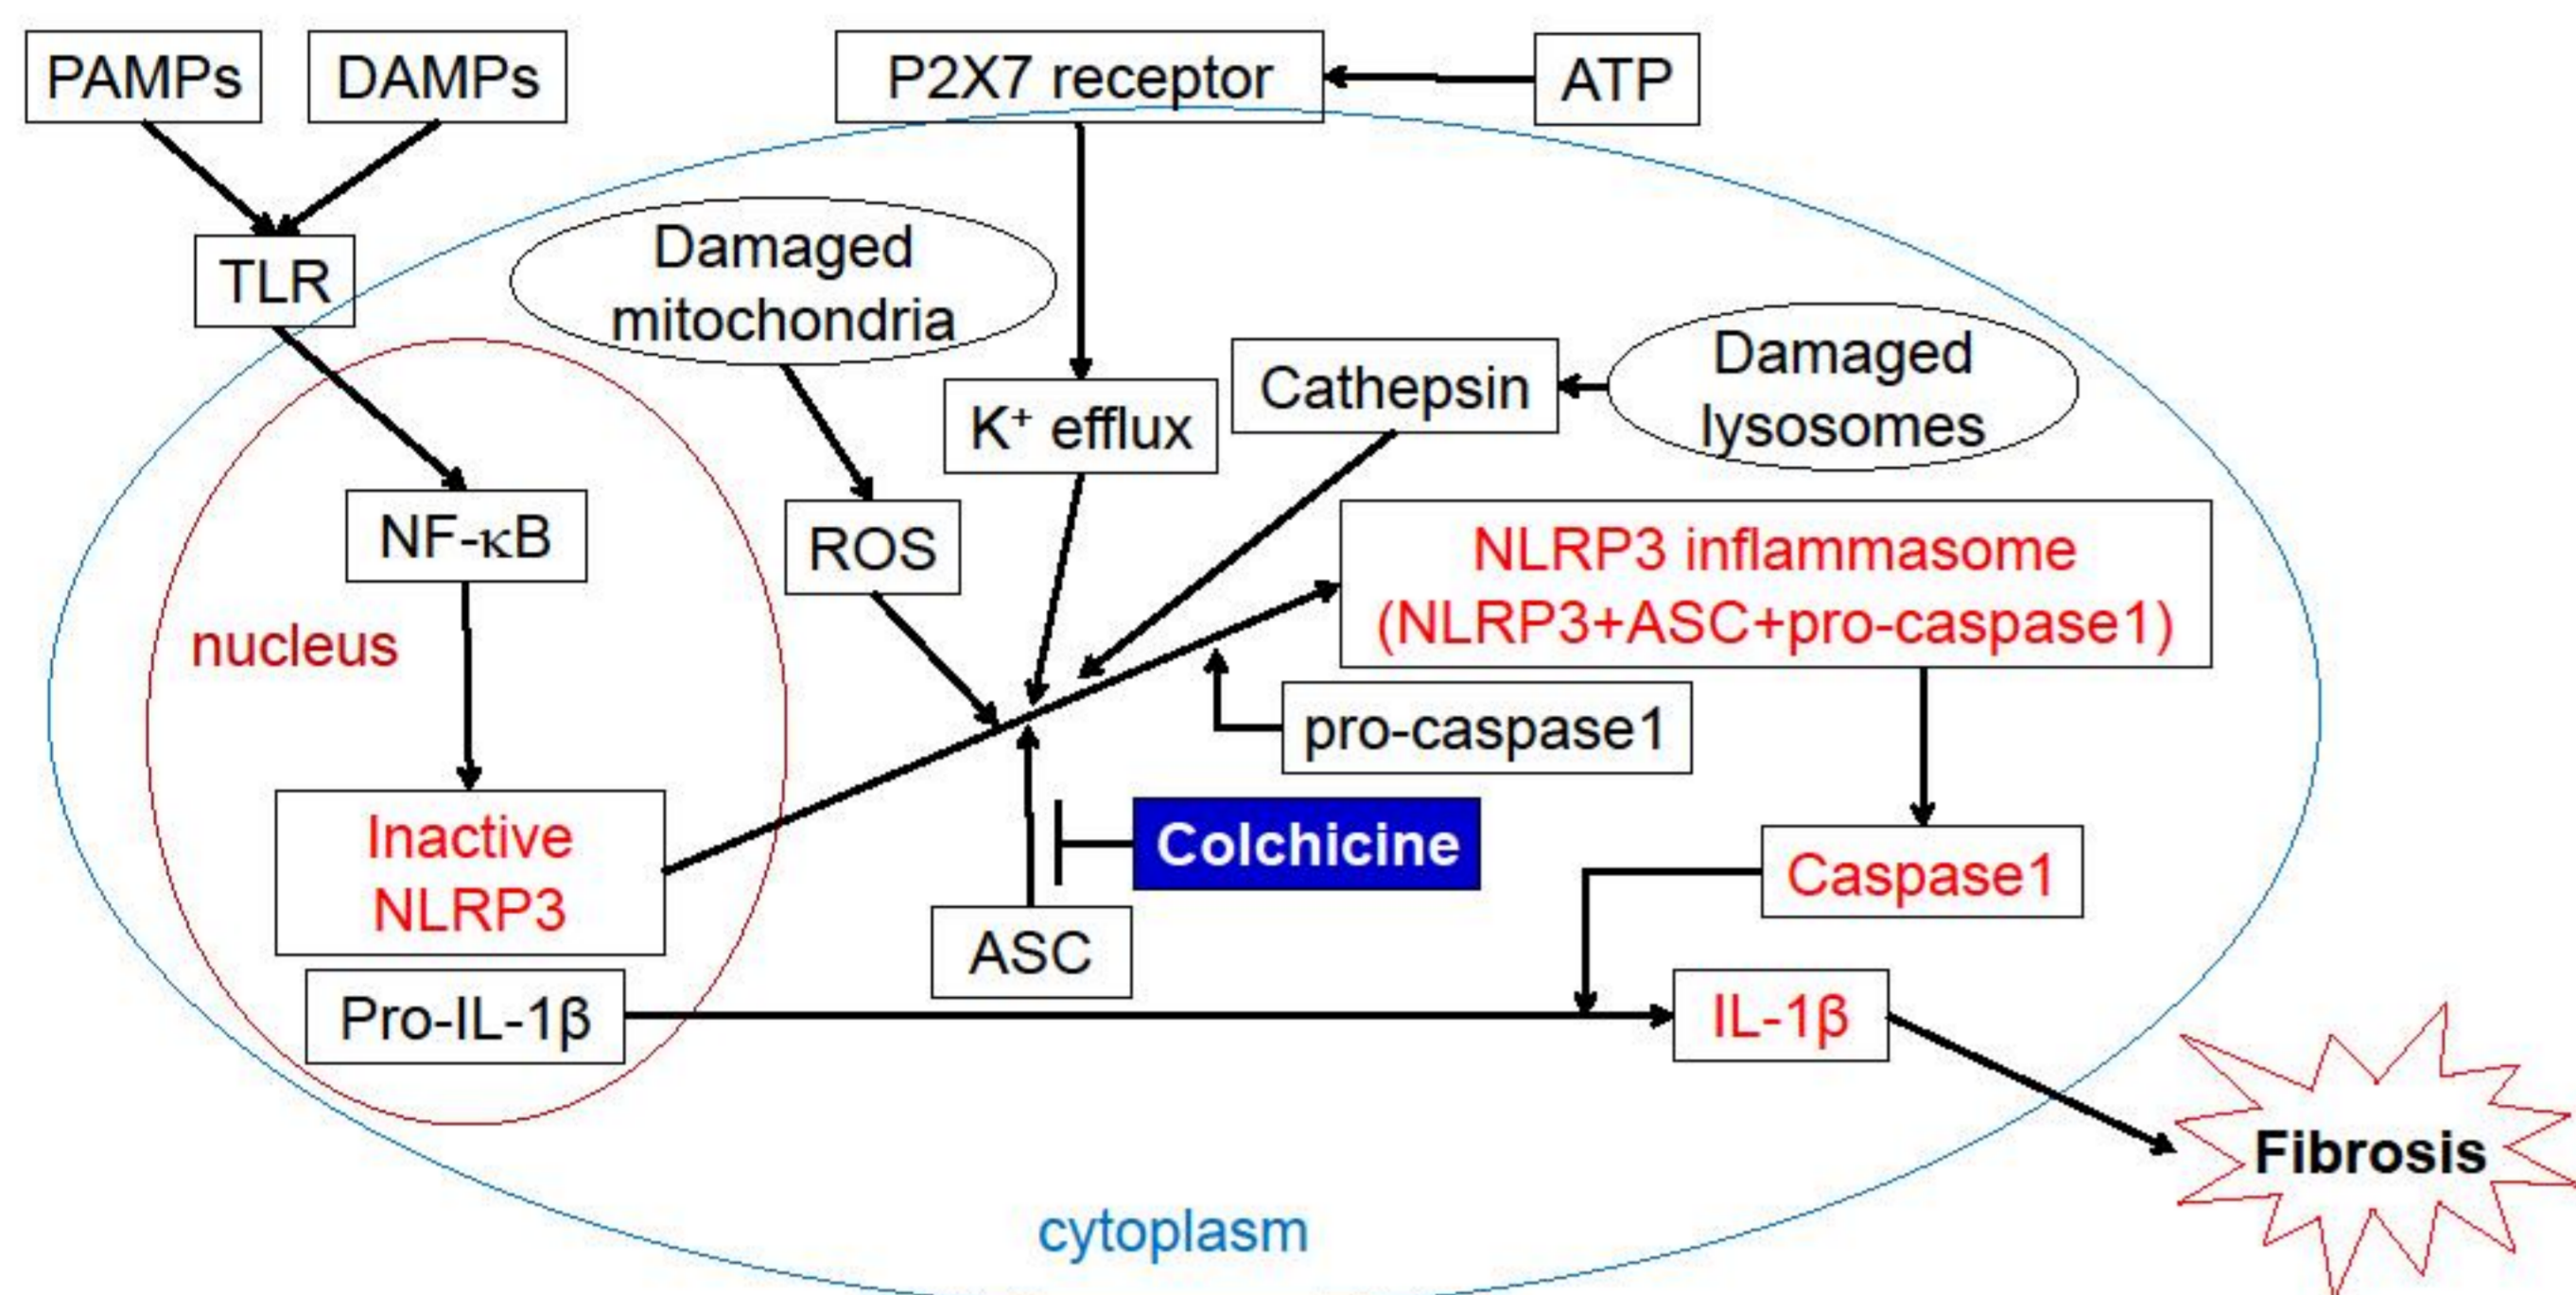 PAMPs
DAMPs
P2X7 receptor
ATP
TLR
Damaged
mitochondria
K⁺ efflux
Cathepsin
Damaged
lysosomes
NF-κB
ROS
NLRP3 inflammasome
(NLRP3+ASC+pro-caspase1)
nucleus
pro-caspase1
Inactive
NLRP3
Colchicine
Caspase1
ASC
Pro-IL-1β
IL-1β
Fibrosis
cytoplasm